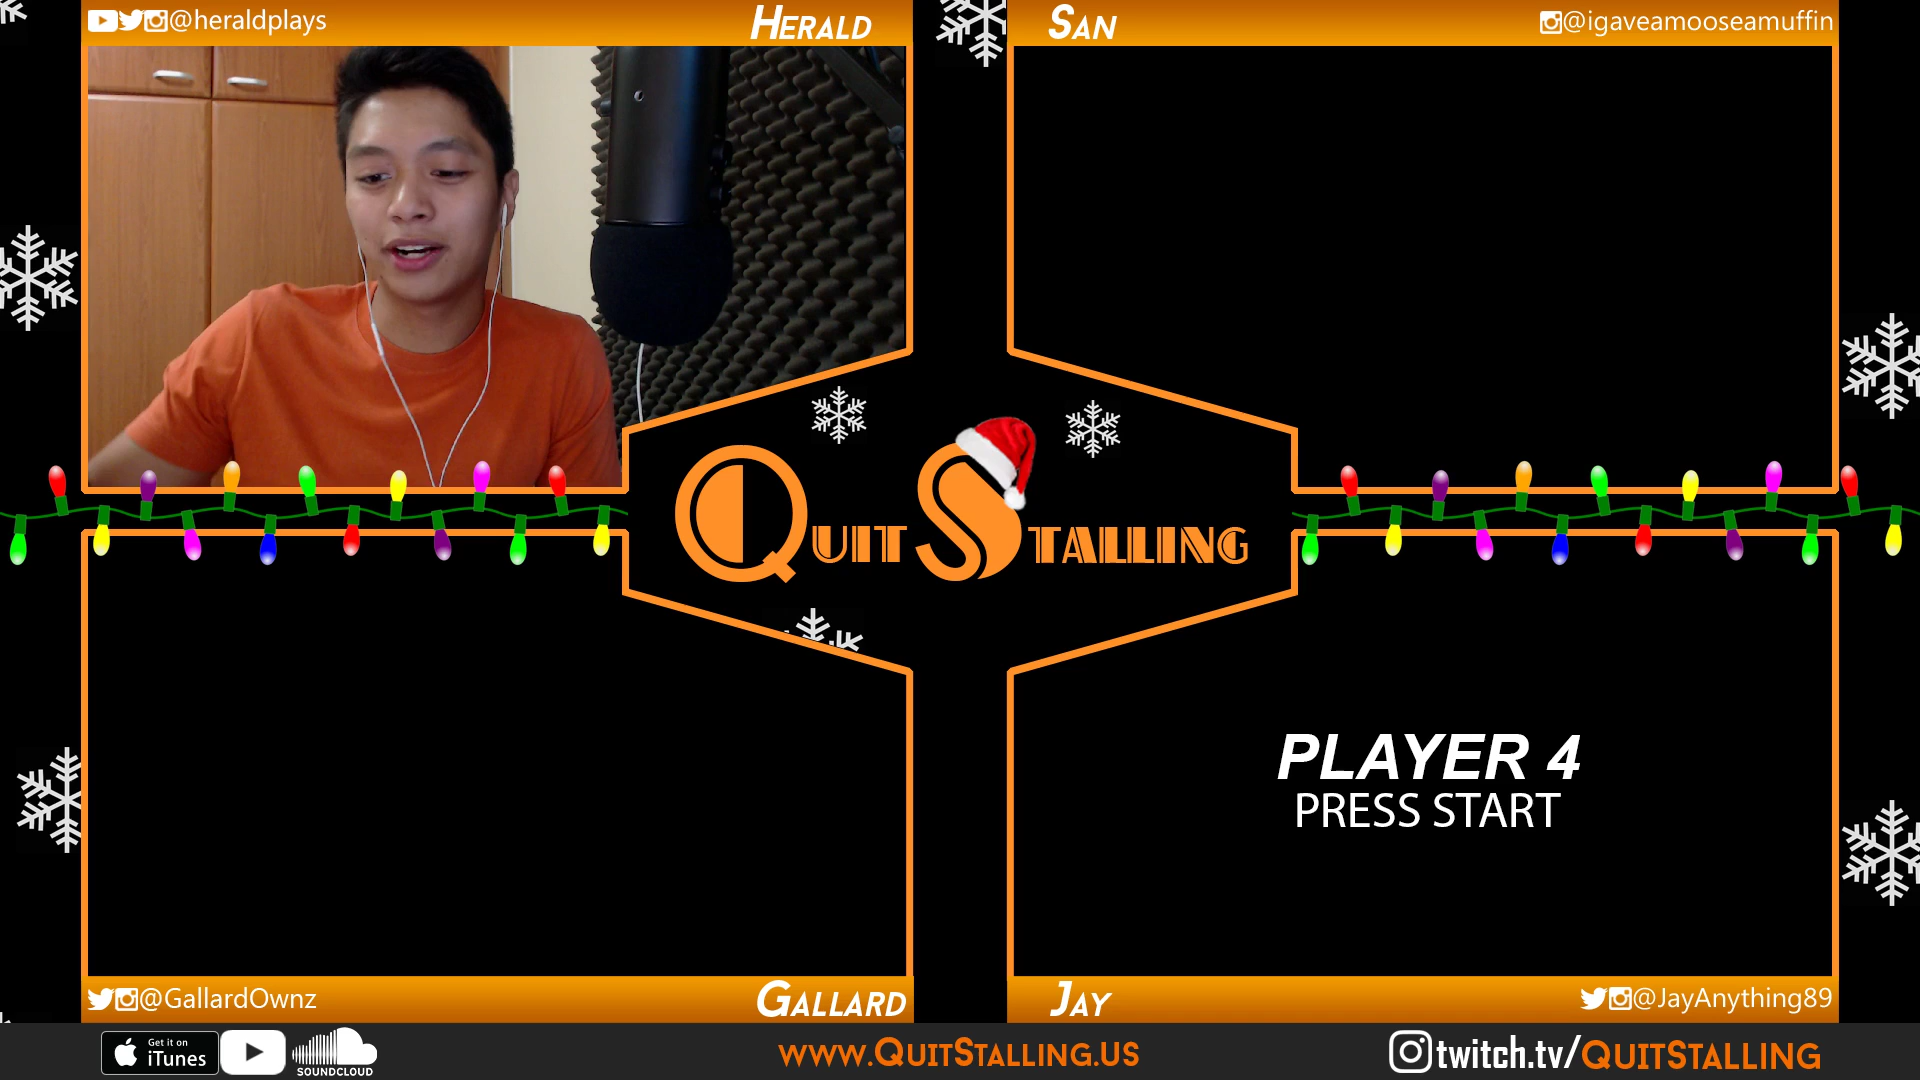 @heraldplays
Herald
San
@igaveamooseamuffin
Quit Stalling
PLAYER 4
PRESS START
@GallardOwnz
Gallard
Jay
@JayAnything89
Get it on
iTunes
SOUNDCLOUD
www.QuitStalling.us
twitch.tv/QuitStalling